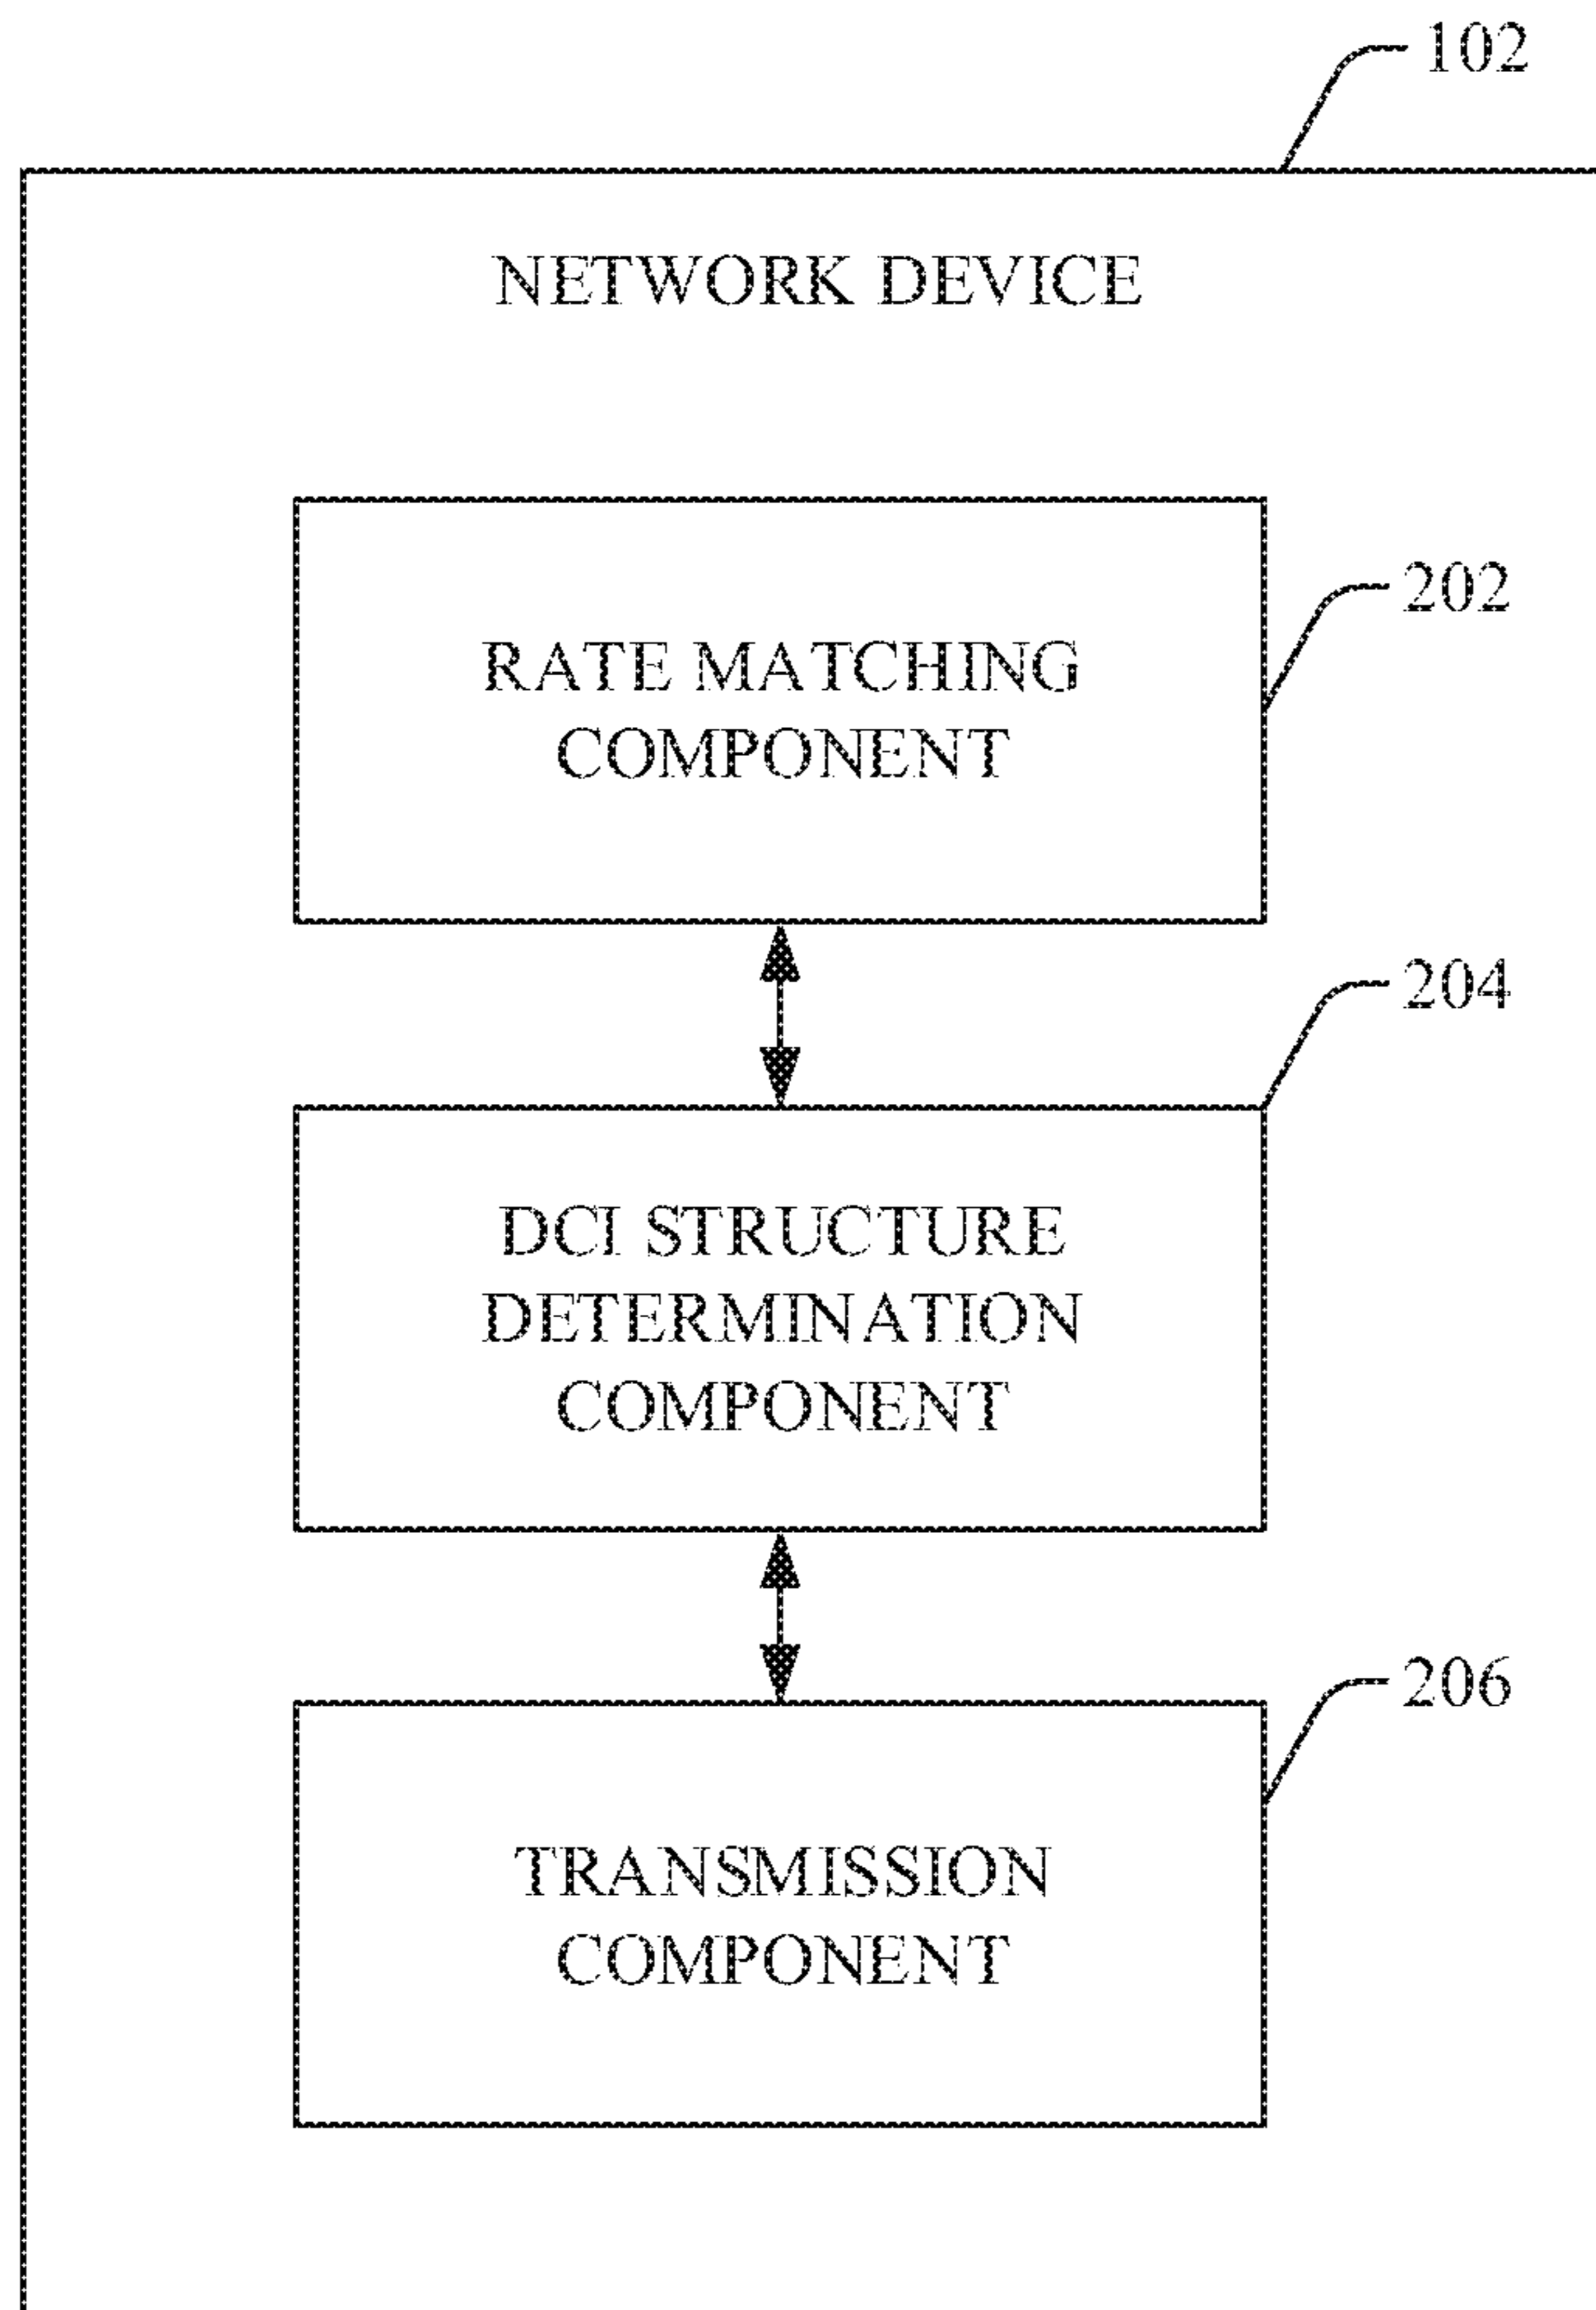 102
NETWORK DEVICE
RATE MATCHING
COMPONENT
202
204
DCI STRUCTURE
DETERMINATION
COMPONENT
206
TRANSMISSION
COMPONENT